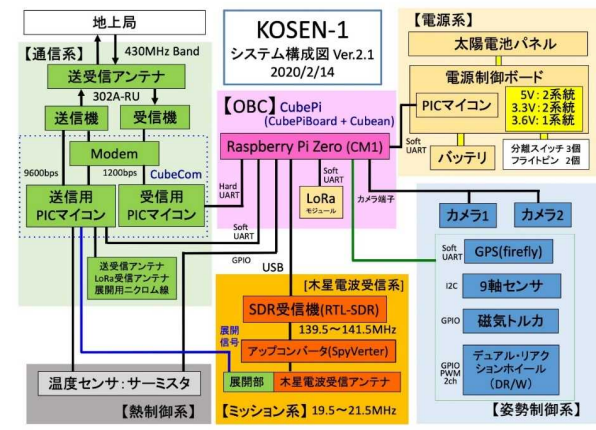 地上局
【通信系】
430MHz Band
送受信アンテナ
302A-RU
送信機
受信機
Modem
9600bps
1200bps
CubeCom
送信用
PICマイコン
受信用
PICマイコン
送受信アンテナ
LoRa受信アンテナ
展開用ニクロム線
KOSEN-1
システム構成図 Ver.2.1
2020/2/14
【OBC】
CubePi
(CubePiBoard + Cubean)
Raspberry Pi Zero (CM1)
Hard
UART
Soft
UART
LoRa
モジュール
カメラ端子
Soft
UART
GPIO
USB
【電源系】
太陽電池パネル
電源制御ボード
PICマイコン
5V: 2系統
3.3V: 2系統
3.6V: 1系統
Soft
UART
バッテリ
分離スイッチ 3個
フライトピン 2個
カメラ1
カメラ2
Soft
UART
GPS(firefly)
I2C
9軸センサ
GPIO
磁気トルカ
GPIO
PWM
2ch
デュアル・リアク
ションホイール
(DR/W)
【姿勢制御系】
[木星電波受信系]
SDR受信機(RTL-SDR)
139.5～141.5MHz
展開
信号
アップコンバータ(SpyVerter)
展開部
木星電波受信アンテナ
【ミッション系】
19.5～21.5MHz
温度センサ：サーミスタ
【熱制御系】